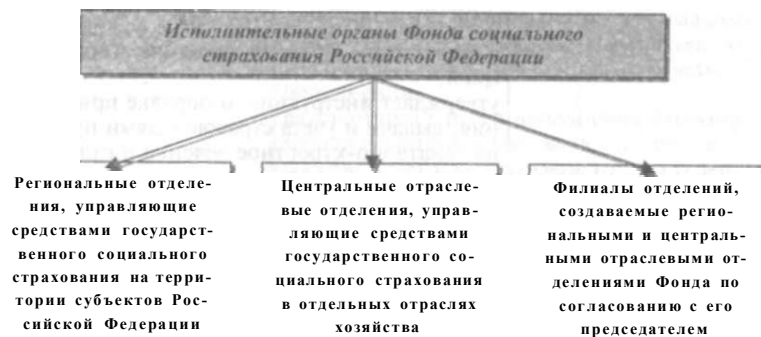 Исполнительные органы Фонда социального
страхования Российской Федерации
Региональные отделе-
ния, управляющие
средствами государст-
венного социального
страхования на терри-
тории субъектов Рос-
сийской Федерации
Центральные отрасле-
вые отделения, управ-
ляющие средствами
государственного со-
циального страхования
в отдельных отраслях
хозяйства
Филиалы отделений,
создаваемые регио-
нальными и централь-
ными отраслевыми от-
делениями Фонда по
согласованию с его
председателем